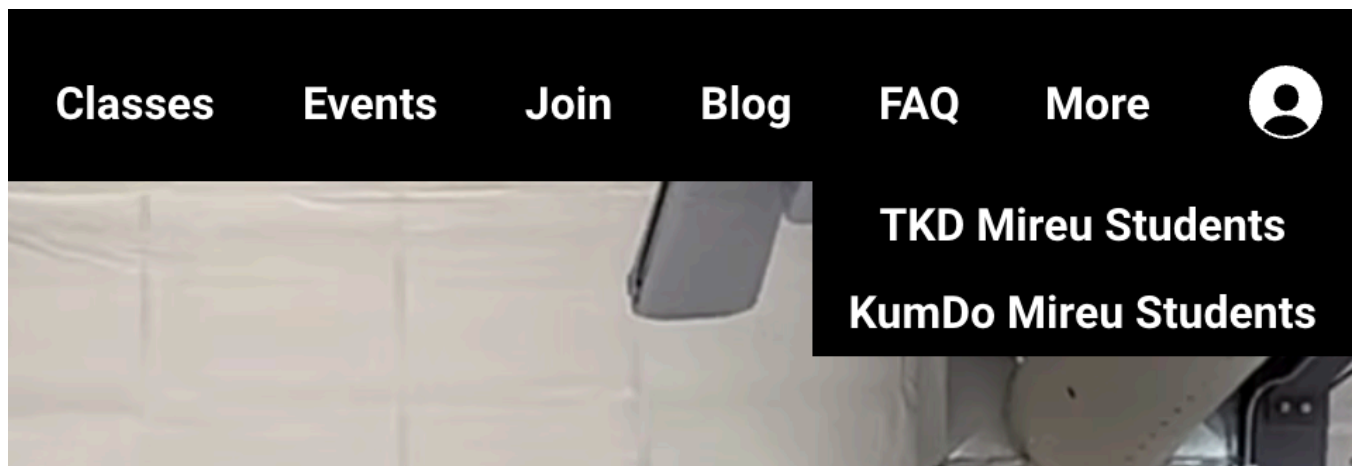 Classes Events Join Blog FAQ More
TKD Mireu Students
KumDo Mireu Students